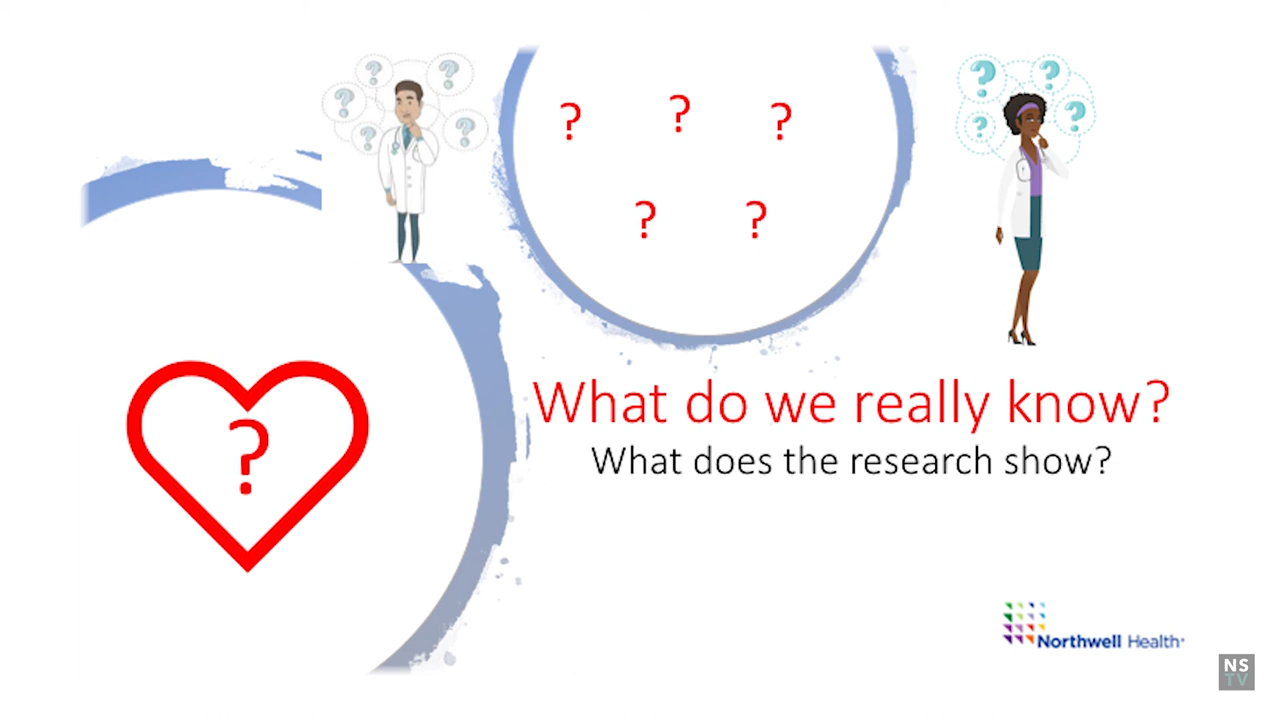 ? ? ? ? ?
? ? ? ?
? ? ?
? ?
?
What do we really know?
What does the research show?
Northwell Health
NS
TV